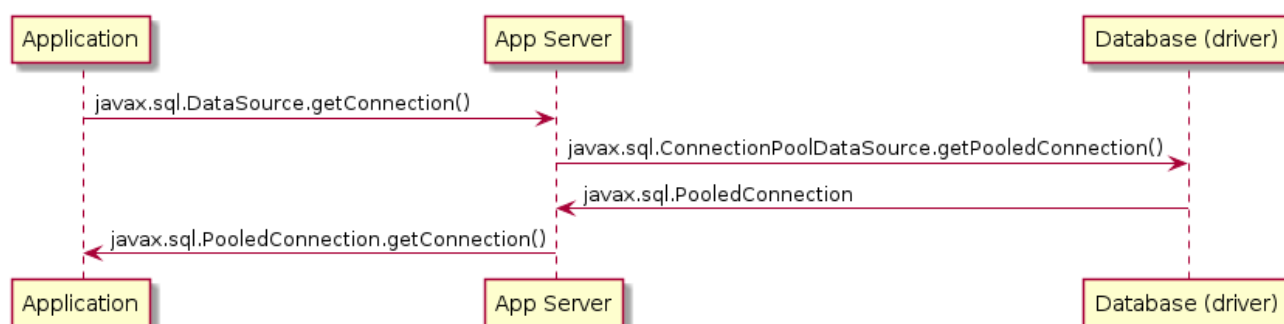 Application
App Server
Database (driver)
javax.sql.DataSource.getConnection()
javax.sql.ConnectionPoolDataSource.getPooledConnection()
javax.sql.PooledConnection
javax.sql.PooledConnection.getConnection()
Application
App Server
Database (driver)